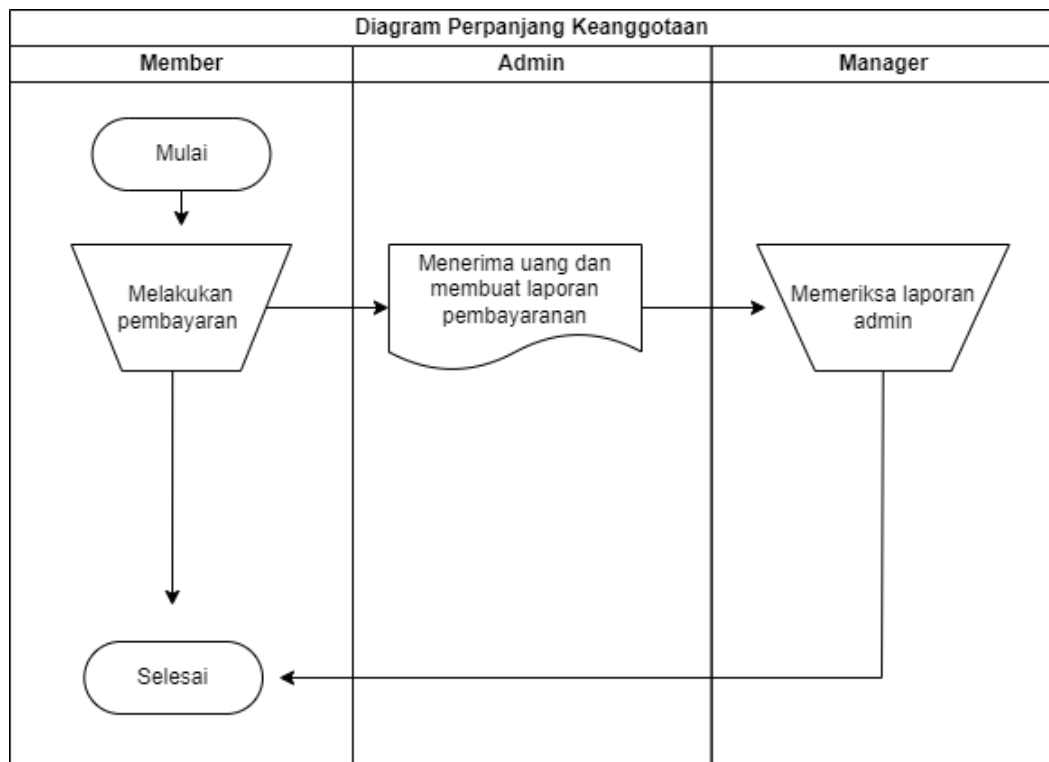 Diagram Perpanjang Keanggotaan
Member
Admin
Manager
Mulai
Melakukan
pembayaran
Menerima uang dan
membuat laporan
pembayaranan
Memeriksa laporan
admin
Selesai